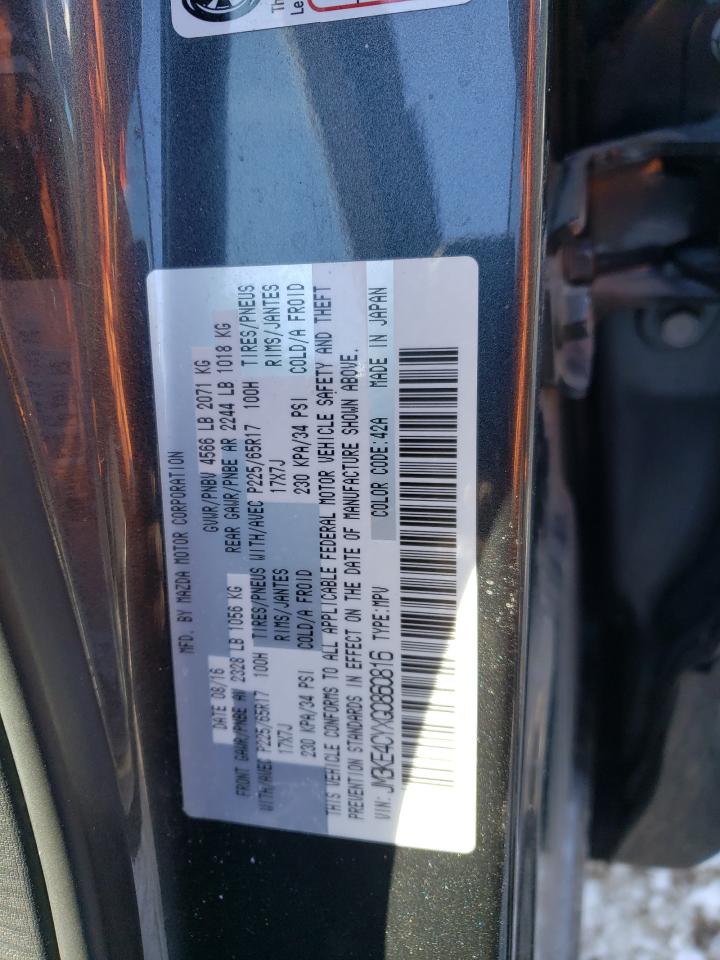 Th
Le
MFD. BY MAZDA MOTOR CORPORATION
DATE 08/16 GVWR/PNBV 4566 LB 2071 KG
FRONT GAWR/PNBE AV 2328 LB 1056 KG REAR GAWR/PNBE AR 2244 LB 1018 KG
WITH/AVEC P225/65R17 100H TIRES/PNEUS WITH/AVEC P225/65R17 100H TIRES/PNEUS
17X7J RIMS/JANTES 17X7J RIMS/JANTES
230 KPA/34 PSI COLD/A FROID 230 KPA/34 PSI COLD/A FROID
THIS VEHICLE CONFORMS TO ALL APPLICABLE FEDERAL MOTOR VEHICLE SAFETY AND THEFT
PREVENTION STANDARDS IN EFFECT ON THE DATE OF MANUFACTURE SHOWN ABOVE.
VIN: JM3KE4CYXG0860816 TYPE:MPV COLOR CODE:42A MADE IN JAPAN